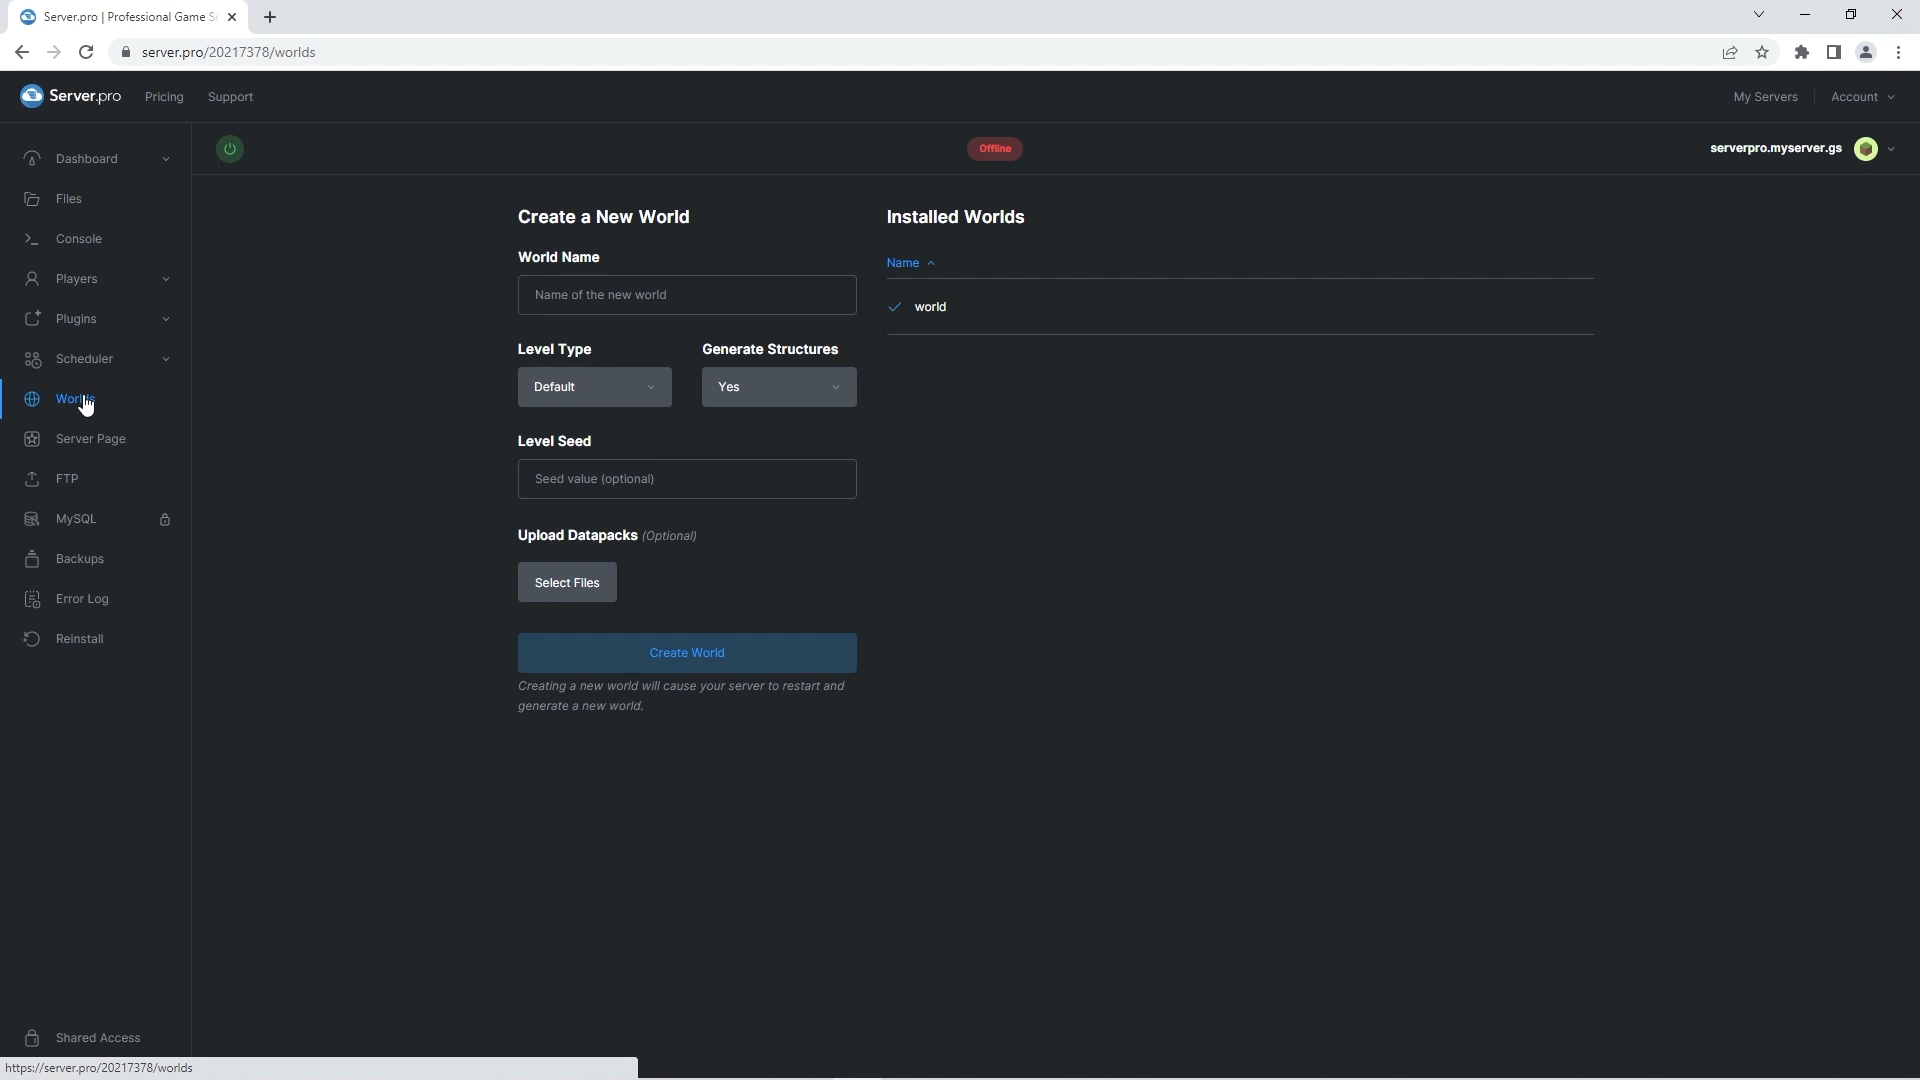 Server.pro | Professional Game Se
server.pro/20217378/worlds
Server.pro
Pricing
Support
My Servers
Account
Dashboard
Files
Console
Players
Plugins
Scheduler
Worlds
Server Page
FTP
MySQL
Backups
Error Log
Reinstall
Shared Access
Offline
serverpro.myserver.gs
Create a New World
World Name
Name of the new world
Level Type
Generate Structures
Default
Yes
Level Seed
Seed value (optional)
Upload Datapacks (Optional)
Select Files
Create World
Creating a new world will cause your server to restart and
generate a new world.
Installed Worlds
Name
world
https://server.pro/20217378/worlds